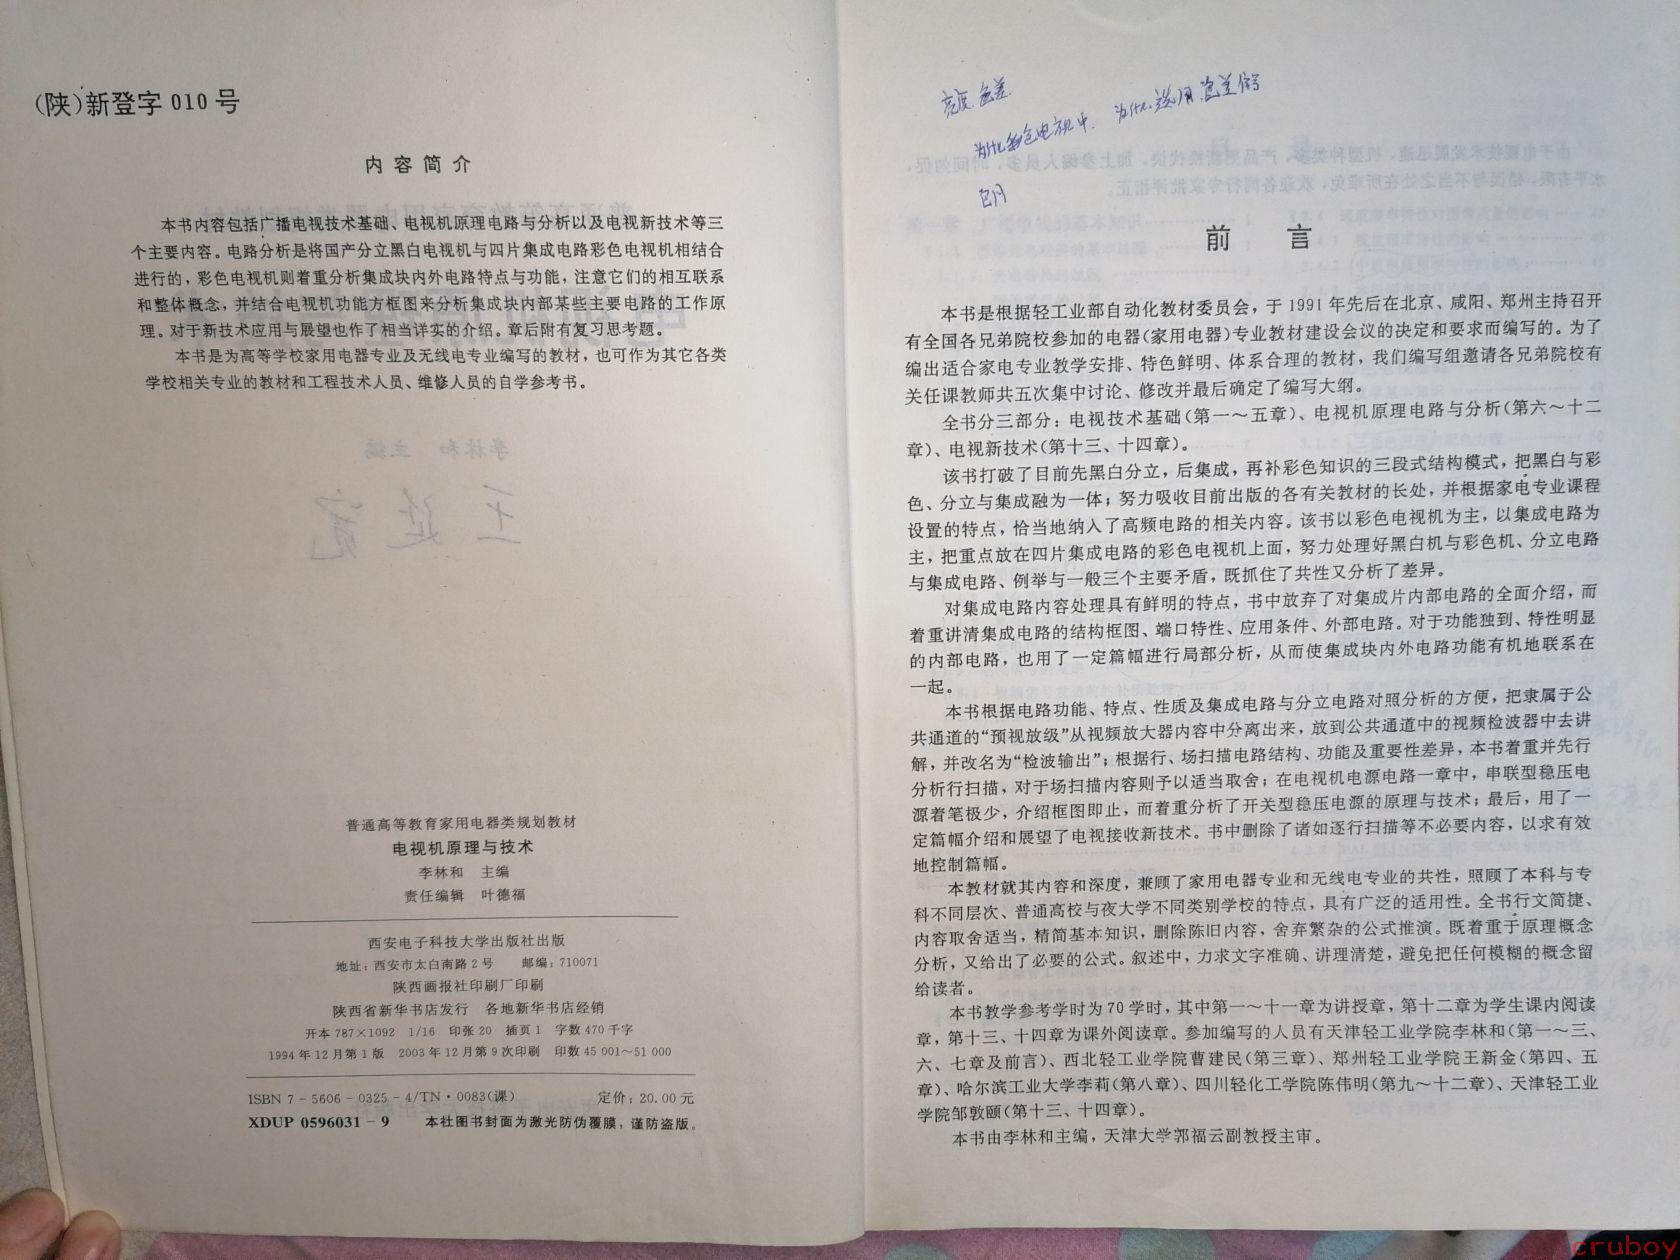 (陕)新登字 010 号
内 容 简 介
本书内容包括广播电视技术基础、电视机原理电路与分析以及电视新技术等三
个主要内容。电路分析是将国产分立黑白电视机与四片集成电路彩色电视机相结合
进行的，彩色电视机则着重分析集成块内外电路特点与功能，注意它们的相互联系
和整体概念，并结合电视机功能方框图来分析集成块内部某些主要电路的工作原
理。对于新技术应用与展望也作了相当详实的介绍。章后附有复习思考题。
本书是为高等学校家用电器专业及无线电专业编写的教材，也可作为其它各类
学校相关专业的教材和工程技术人员、维修人员的自学参考书。
普通高等教育家用电器类规划教材
电视机原理与技术
李林和 主编
责任编辑 叶德福
西安电子科技大学出版社出版
地址：西安市太白南路 2 号 邮编：710071
陕西画报社印刷厂印刷
陕西省新华书店发行 各地新华书店经销
开本 787×1092 1/16 印张 20 插页 1 字数 470 千字
1994 年 12 月第 1 版 2003 年 12 月第 9 次印刷 印数 45 001～51 000
ISBN 7－5606－0325－4/TN·0083(课) 定价：20.00 元
XDUP 0596031－9 本社图书封面为激光防伪覆膜，谨防盗版。
亮度.色差.
为什么彩色电视中. 为什么选用色差信号
前 言
本书是根据轻工业部自动化教材委员会，于 1991 年先后在北京、咸阳、郑州主持召开
有全国各兄弟院校参加的电器(家用电器)专业教材建设会议的决定和要求而编写的。为了
编出适合家电专业教学安排、特色鲜明、体系合理的教材，我们编写组邀请各兄弟院校有
关任课教师共五次集中讨论、修改并最后确定了编写大纲。
全书分三部分：电视技术基础(第一～五章)、电视机原理电路与分析(第六～十二
章)、电视新技术(第十三、十四章)。
该书打破了目前先黑白分立，后集成，再补彩色知识的三段式结构模式，把黑白与彩
色、分立与集成融为一体；努力吸收目前出版的各有关教材的长处，并根据家电专业课程
设置的特点，恰当地纳入了高频电路的相关内容。该书以彩色电视机为主，以集成电路为
主，把重点放在四片集成电路的彩色电视机上面，努力处理好黑白机与彩色机、分立电路
与集成电路、例举与一般三个主要矛盾，既抓住了共性又分析了差异。
对集成电路内容处理具有鲜明的特点，书中放弃了对集成片内部电路的全面介绍，而
着重讲清集成电路的结构框图、端口特性、应用条件、外部电路。对于功能独到、特性明显
的内部电路，也用了一定篇幅进行局部分析，从而使集成块内外电路功能有机地联系在
一起。
本书根据电路功能、特点、性质及集成电路与分立电路对照分析的方便，把隶属于公
共通道的“预视放级”从视频放大器内容中分离出来，放到公共通道中的视频检波器中去讲
解，并改名为“检波输出”；根据行、场扫描电路结构、功能及重要性差异，本书着重并先行
分析行扫描，对于场扫描内容则予以适当取舍；在电视机电源电路一章中，串联型稳压电
源着笔极少，介绍框图即止，而着重分析了开关型稳压电源的原理与技术；最后，用了一
定篇幅介绍和展望了电视接收新技术。书中删除了诸如逐行扫描等不必要内容，以求有效
地控制篇幅。
本教材就其内容和深度，兼顾了家用电器专业和无线电专业的共性，照顾了本科与专
科不同层次、普通高校与夜大学不同类别学校的特点，具有广泛的适用性。全书行文简捷、
内容取舍适当，精简基本知识，删除陈旧内容，舍弃繁杂的公式推演。既着重于原理概念
分析，又给出了必要的公式。叙述中，力求文字准确、讲理清楚，避免把任何模糊的概念留
给读者。
本书教学参考学时为 70 学时，其中第一～十一章为讲授章，第十二章为学生课内阅读
章，第十三、十四章为课外阅读章。参加编写的人员有天津轻工业学院李林和(第一～三、
六、七章及前言)、西北轻工业学院曹建民(第三章)、郑州轻工业学院王新金(第四、五
章)、哈尔滨工业大学李莉(第八章)、四川轻化工学院陈伟明(第九～十二章)、天津轻工业
学院邹敦颐(第十三、十四章)。
本书由李林和主编，天津大学郭福云副教授主审。
cruboy